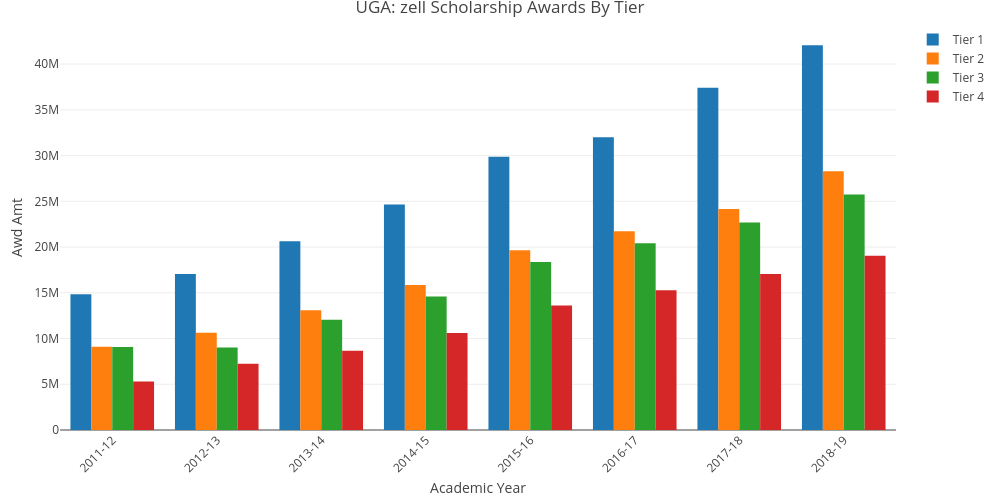 UGA: zell Scholarship Awards By Tier
Tier 1
Tier 2
Tier 3
Tier 4
40M
35M
30M
25M
20M
15M
10M
5M
0
Awd Amt
2011-12
2012-13
2013-14
2014-15
2015-16
2016-17
2017-18
2018-19
Academic Year